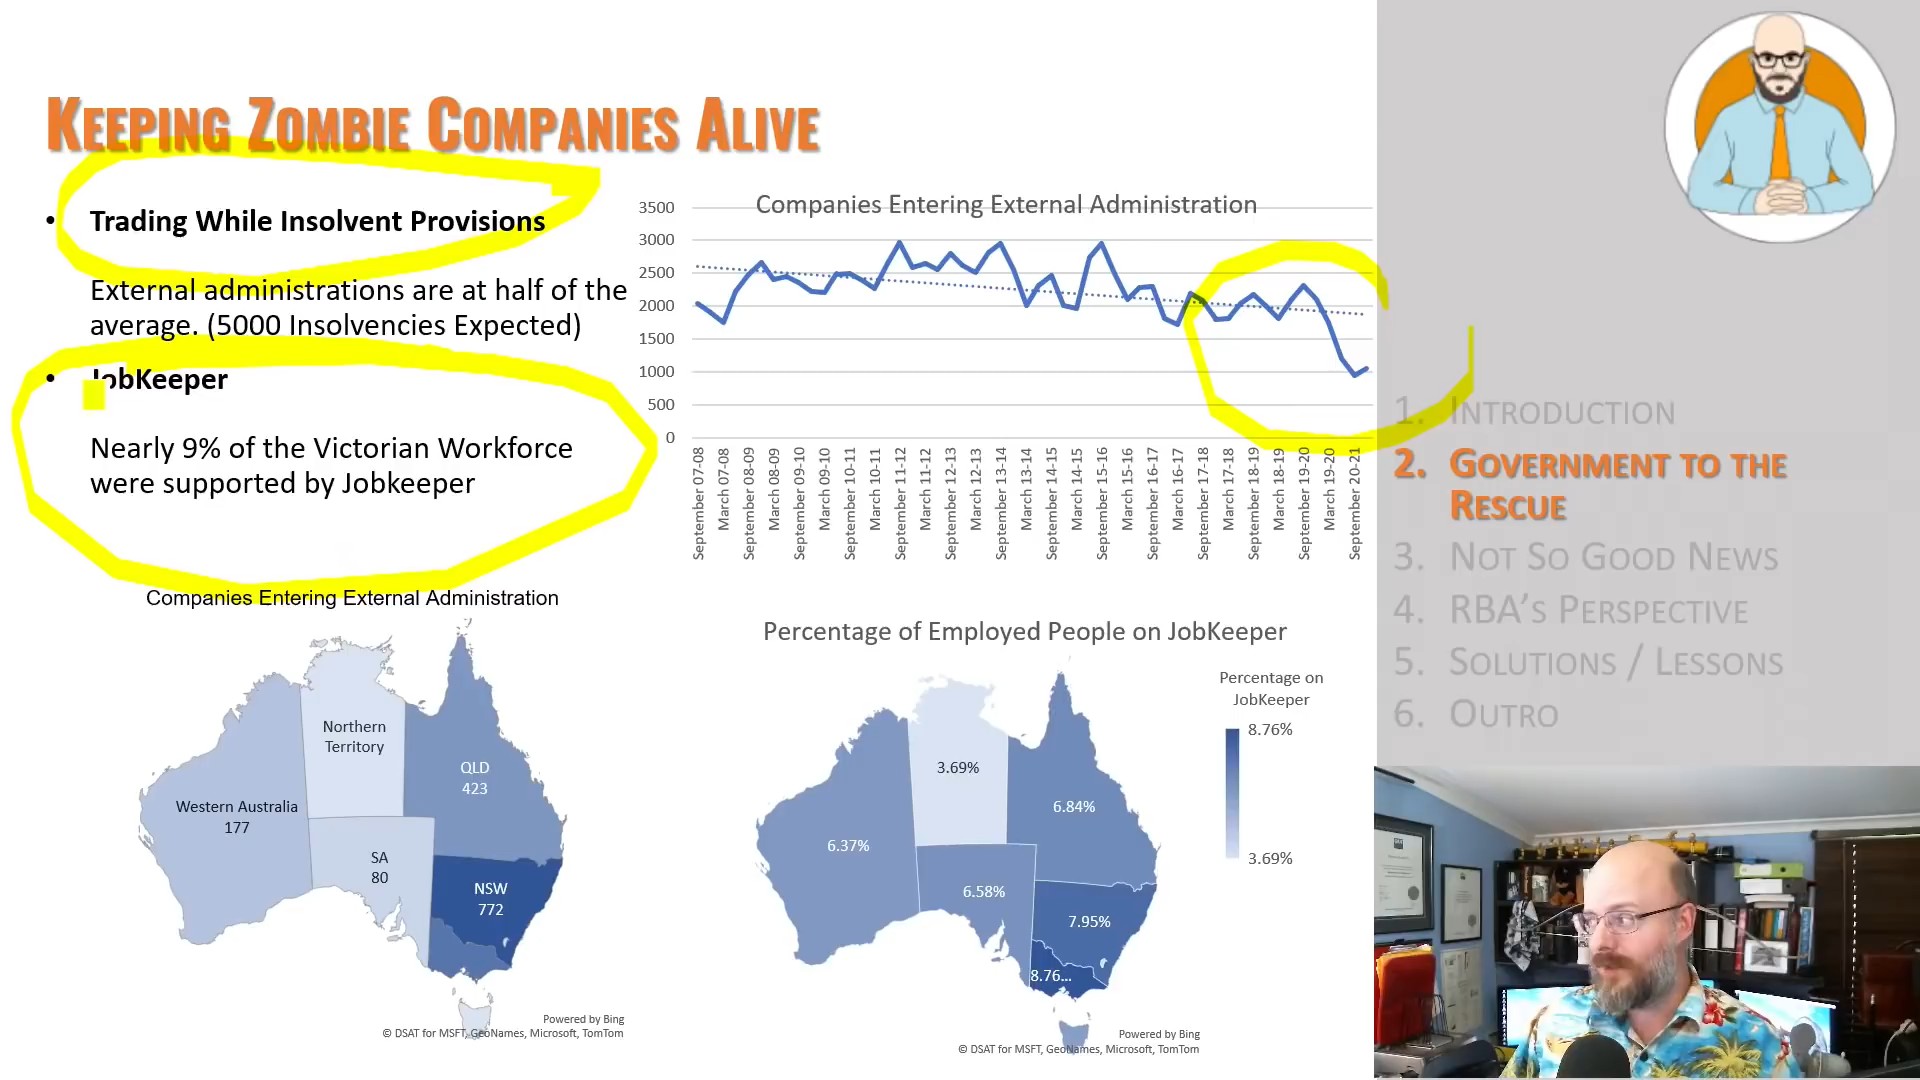 KEEPING ZOMBIE COMPANIES ALIVE
• Trading While Insolvent Provisions
External administrations are at half of the
average. (5000 Insolvencies Expected)
• JobKeeper
Nearly 9% of the Victorian Workforce
were supported by Jobkeeper
Companies Entering External Administration
3500
3000
2500
2000
1500
1000
500
0
September 07-08
March 07-08
September 08-09
March 08-09
September 09-10
March 09-10
September 10-11
March 10-11
September 11-12
March 11-12
September 12-13
March 12-13
September 13-14
March 13-14
September 14-15
March 14-15
September 15-16
March 15-16
September 16-17
March 16-17
September 17-18
March 17-18
September 18-19
March 18-19
September 19-20
March 19-20
September 20-21
Companies Entering External Administration
Northern
Territory
QLD
423
Western Australia
177
SA
80
NSW
772
Powered by Bing
© DSAT for MSFT, GeoNames, Microsoft, TomTom
Percentage of Employed People on JobKeeper
Percentage on
JobKeeper
8.76%
3.69%
3.69%
6.84%
6.37%
6.58%
7.95%
8.76...
Powered by Bing
© DSAT for MSFT, GeoNames, Microsoft, TomTom
1. INTRODUCTION
2. GOVERNMENT TO THE
RESCUE
3. NOT SO GOOD NEWS
4. RBA'S PERSPECTIVE
5. SOLUTIONS / LESSONS
6. OUTRO